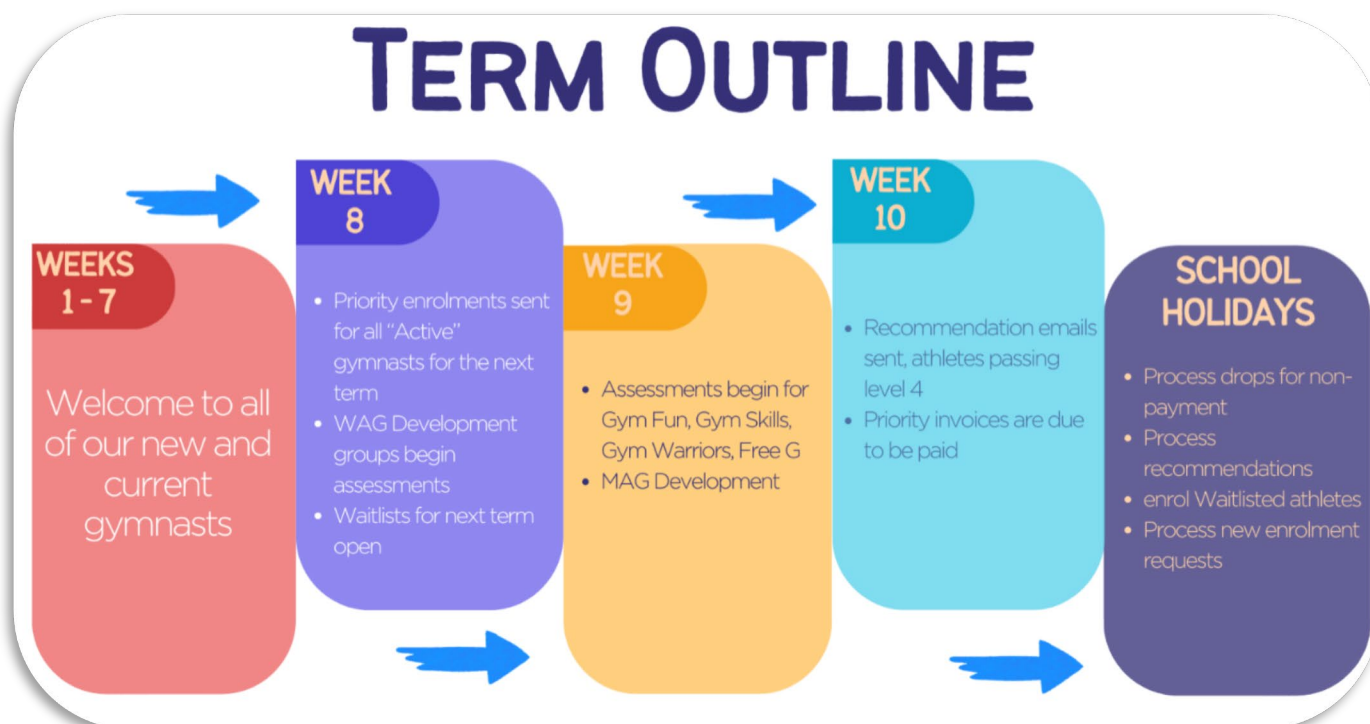 TERM OUTLINE
WEEKS
1 - 7
Welcome to all
of our new and
current
gymnasts
WEEK
8
• Priority enrolments sent
for all “Active”
gymnasts for the next
term
• WAG Development
groups begin
assessments
• Waitlists for next term
open
WEEK
9
• Assessments begin for
Gym Fun, Gym Skills,
Gym Warriors, Free G
• MAG Development
WEEK
10
• Recommendation emails
sent, athletes passing
level 4
• Priority invoices are due
to be paid
SCHOOL
HOLIDAYS
• Process drops for non-
payment
• Process
recommendations
• enrol Waitlisted athletes
• Process new enrolment
requests